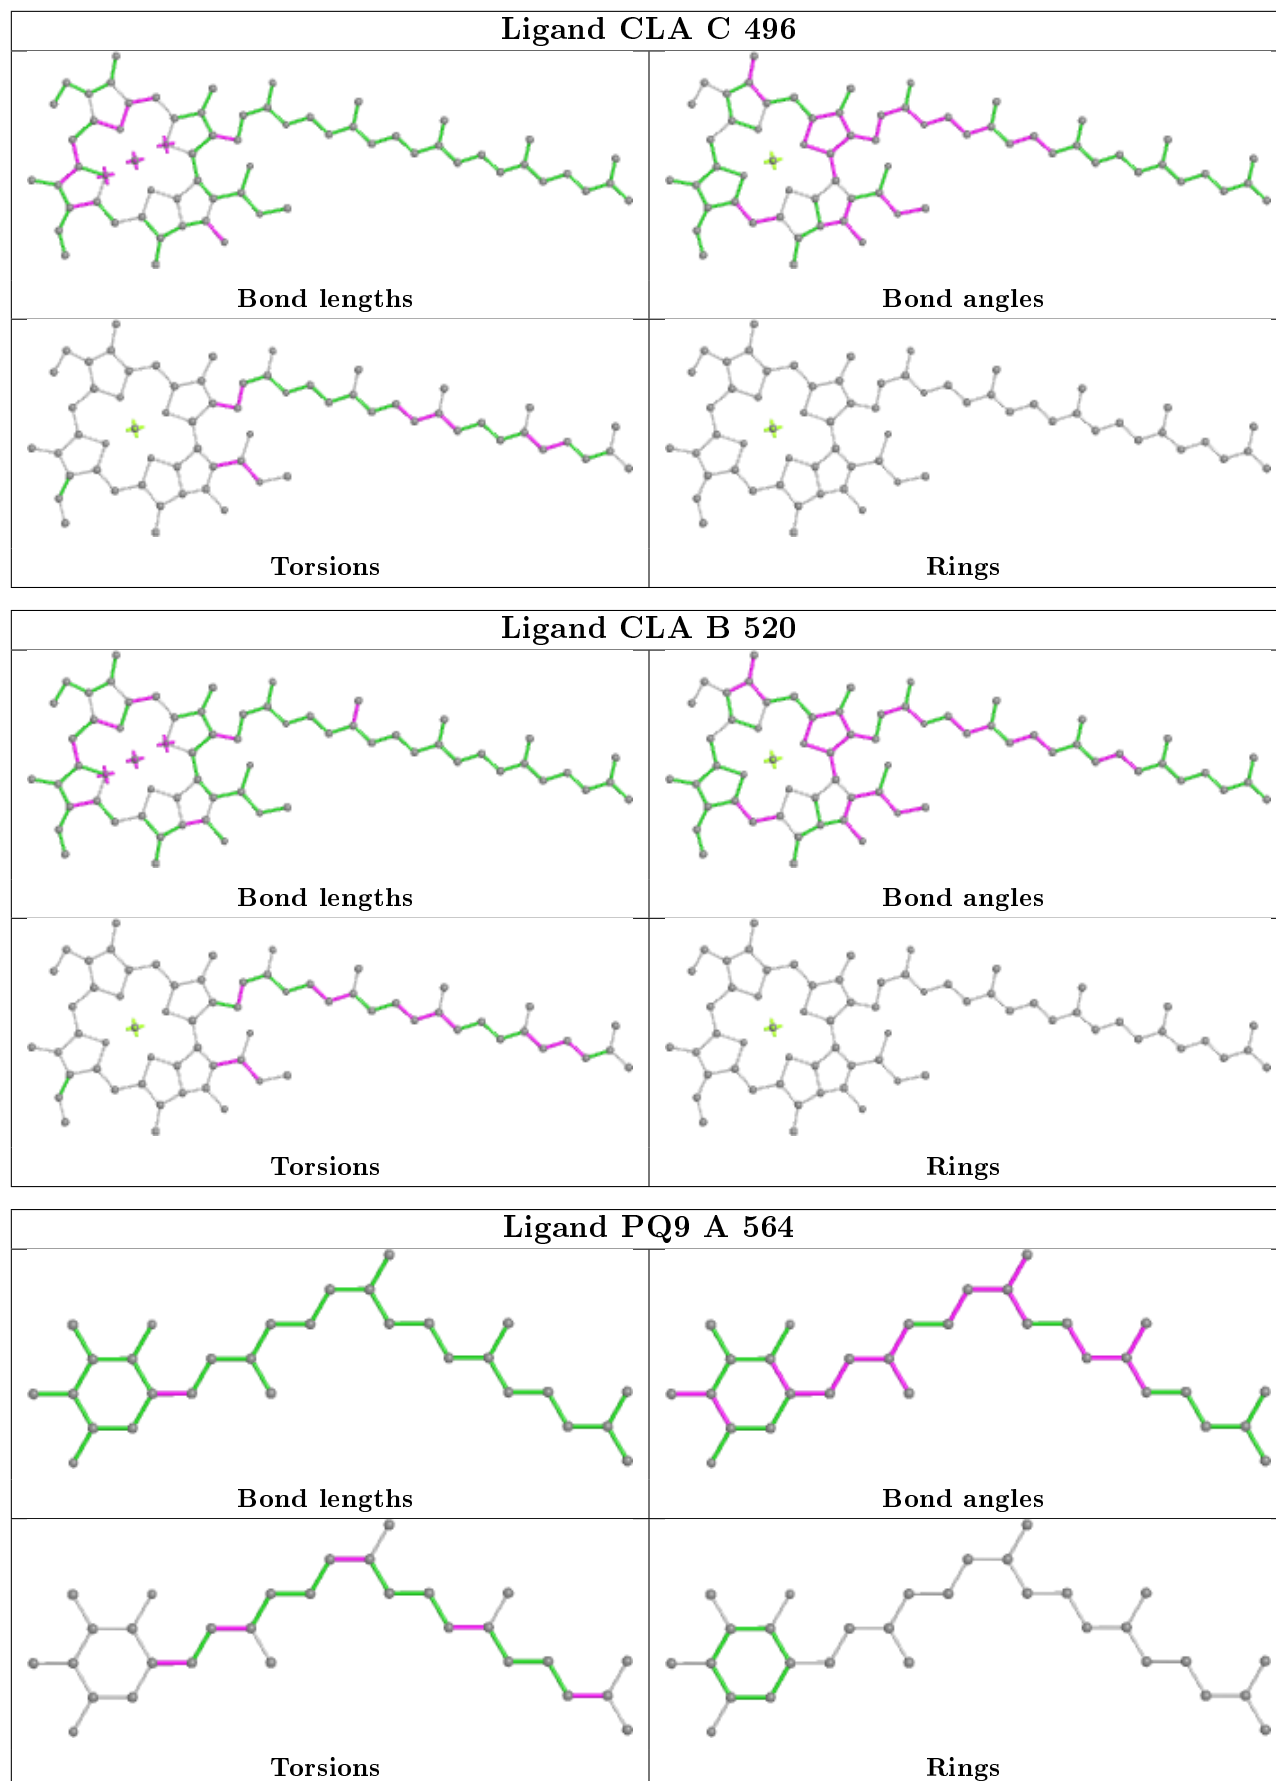 Ligand CLA C 496
Bond lengths
Bond angles
Torsions
Rings
Ligand CLA B 520
Bond lengths
Bond angles
Torsions
Rings
Ligand PQ9 A 564
Bond lengths
Bond angles
Torsions
Rings